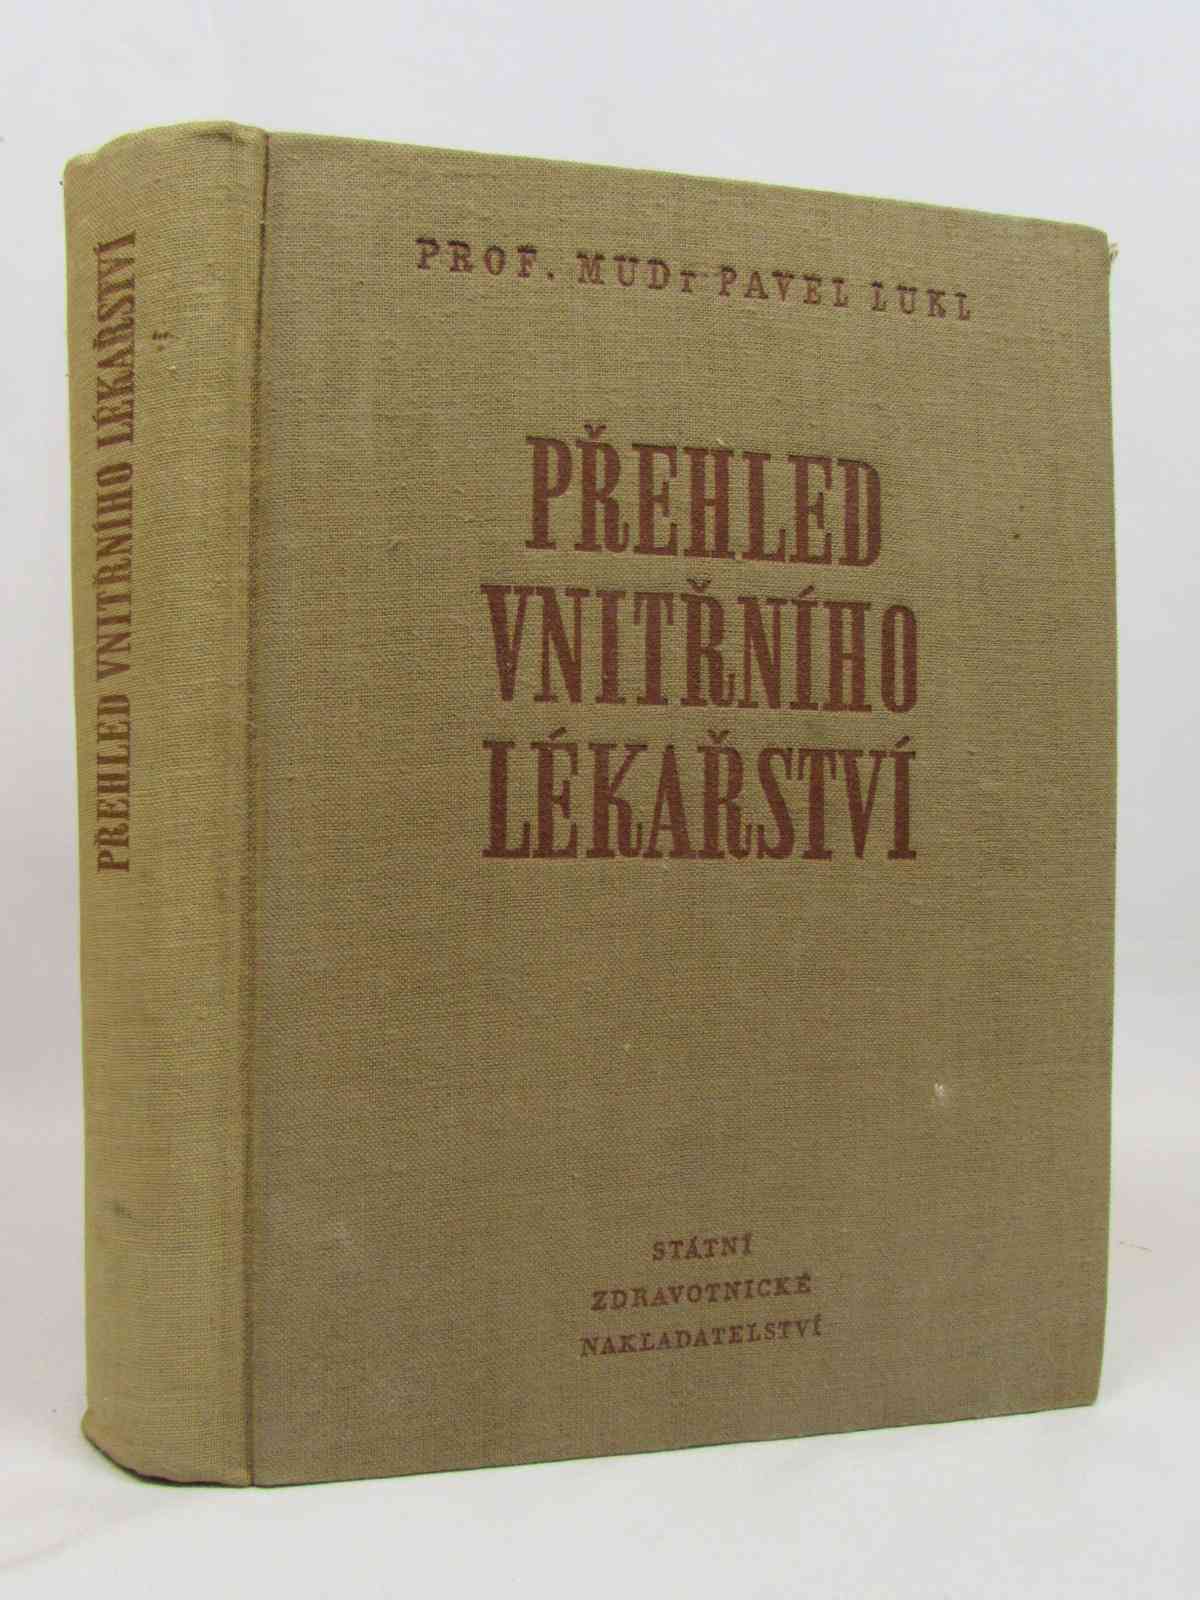 PŘEHLED VNITŘNÍHO LÉKAŘSTVÍ
PROF. MUDr PAVEL LUKL
PŘEHLED
VNITŘNÍHO
LÉKAŘSTVÍ
STÁTNÍ
ZDRAVOTNICKÉ
NAKLADATELSTVÍ